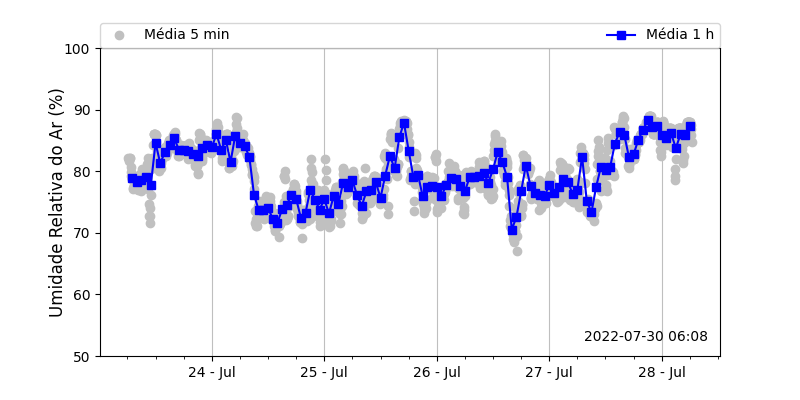 Média 5 min
Média 1 h
Umidade Relativa do Ar (%)
100
90
80
70
60
50
2022-07-30 06:08
24 - Jul
25 - Jul
26 - Jul
27 - Jul
28 - Jul